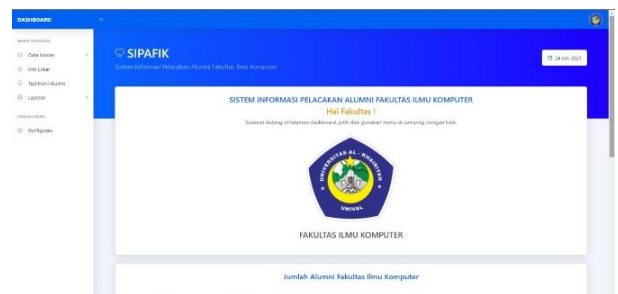 DASHBOARD
Data Master
Info Loker
Testimoni Alumni
Laporan
Konfigurasi
SIPAFIK
Sistem Informasi Pelacakan Alumni Fakultas Ilmu Komputer
24 Juni 2021
SISTEM INFORMASI PELACAKAN ALUMNI FAKULTAS ILMU KOMPUTER
Hai Fakultas !
Selamat datang dihalaman dashboard, pilih dan gunakan menu di samping dengan baik.
UNIVERSITAS AL - KHAIRIYAH
UNIVAL
FAKULTAS ILMU KOMPUTER
Jumlah Alumni Fakultas Ilmu Komputer